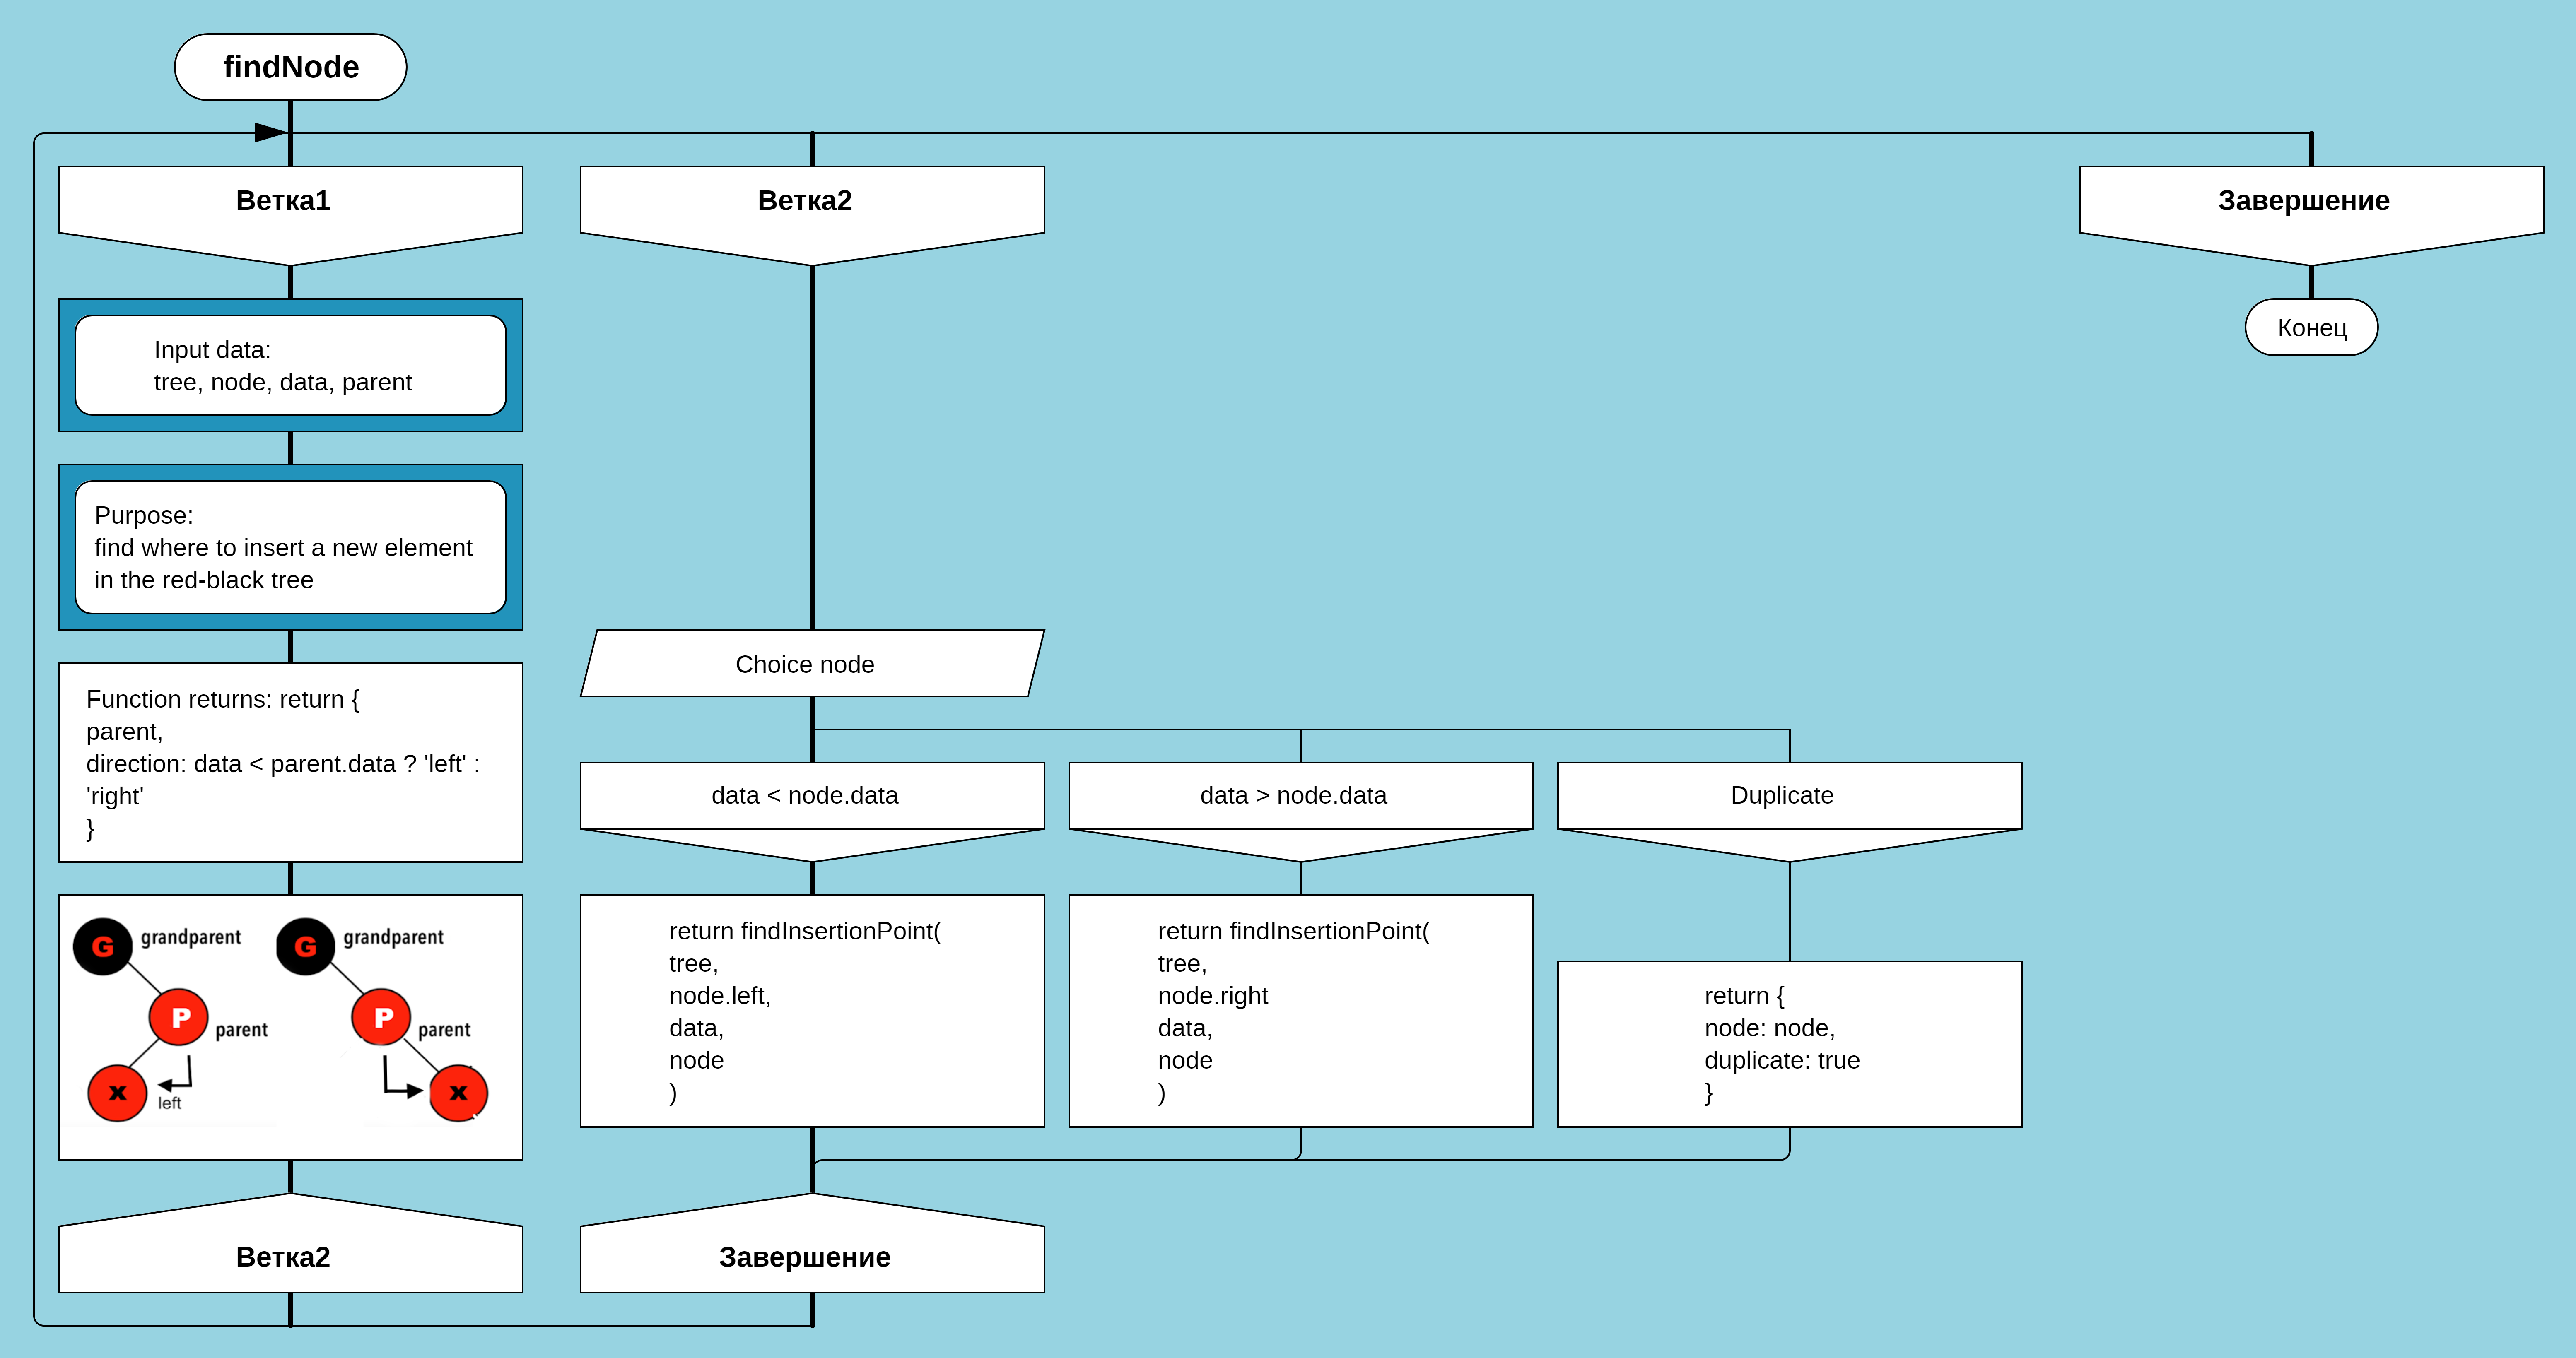 findNode
Ветка1
Input data:
tree, node, data, parent
Purpose:
find where to insert a new element
in the red-black tree
Function returns: return {
parent,
direction: data < parent.data ? 'left' :
'right'
}
G grandparent
P parent
x left
G grandparent
P parent
x
Ветка2
Ветка2
Choice node
data < node.data
return findInsertionPoint(
tree,
node.left,
data,
node
)
data > node.data
return findInsertionPoint(
tree,
node.right
data,
node
)
Duplicate
return {
node: node,
duplicate: true
}
Завершение
Завершение
Конец